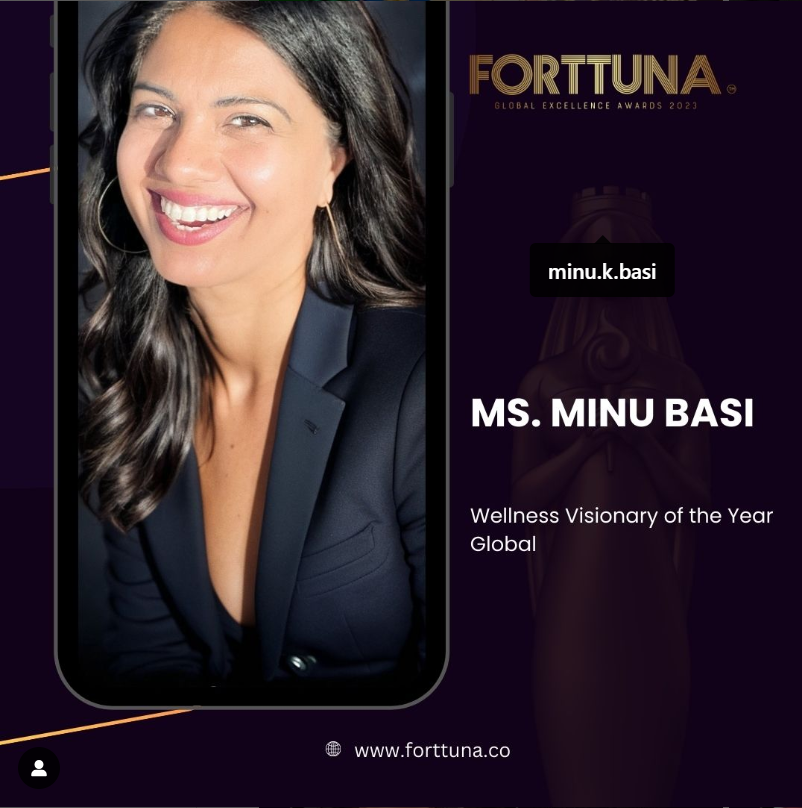 FORTTUNA
GLOBAL EXCELLENCE AWARDS 2023
minu.k.basi
MS. MINU BASI
Wellness Visionary of the Year
Global
www.forttuna.co